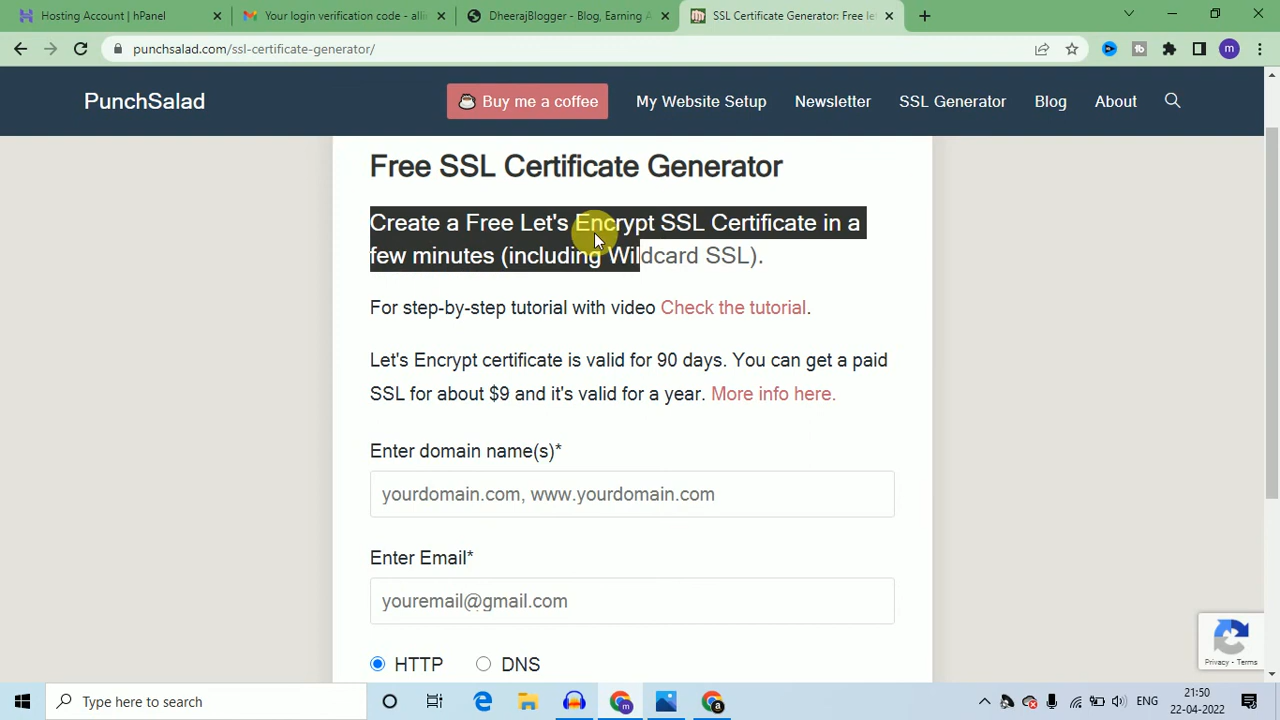 Hosting Account | hPanel
Your login verification code - alli
DheerajBlogger - Blog, Earning A
SSL Certificate Generator: Free let
punchsalad.com/ssl-certificate-generator/
m
PunchSalad
Buy me a coffee
My Website Setup
Newsletter
SSL Generator
Blog
About
Free SSL Certificate Generator
Create a Free Let's Encrypt SSL Certificate in a
few minutes (including Wildcard SSL).
For step-by-step tutorial with video Check the tutorial.
Let's Encrypt certificate is valid for 90 days. You can get a paid
SSL for about $9 and it's valid for a year. More info here.
Enter domain name(s)*
yourdomain.com, www.yourdomain.com
Enter Email*
youremail@gmail.com
HTTP
DNS
Privacy - Terms
Type here to search
m
a
ENG
21:50
22-04-2022